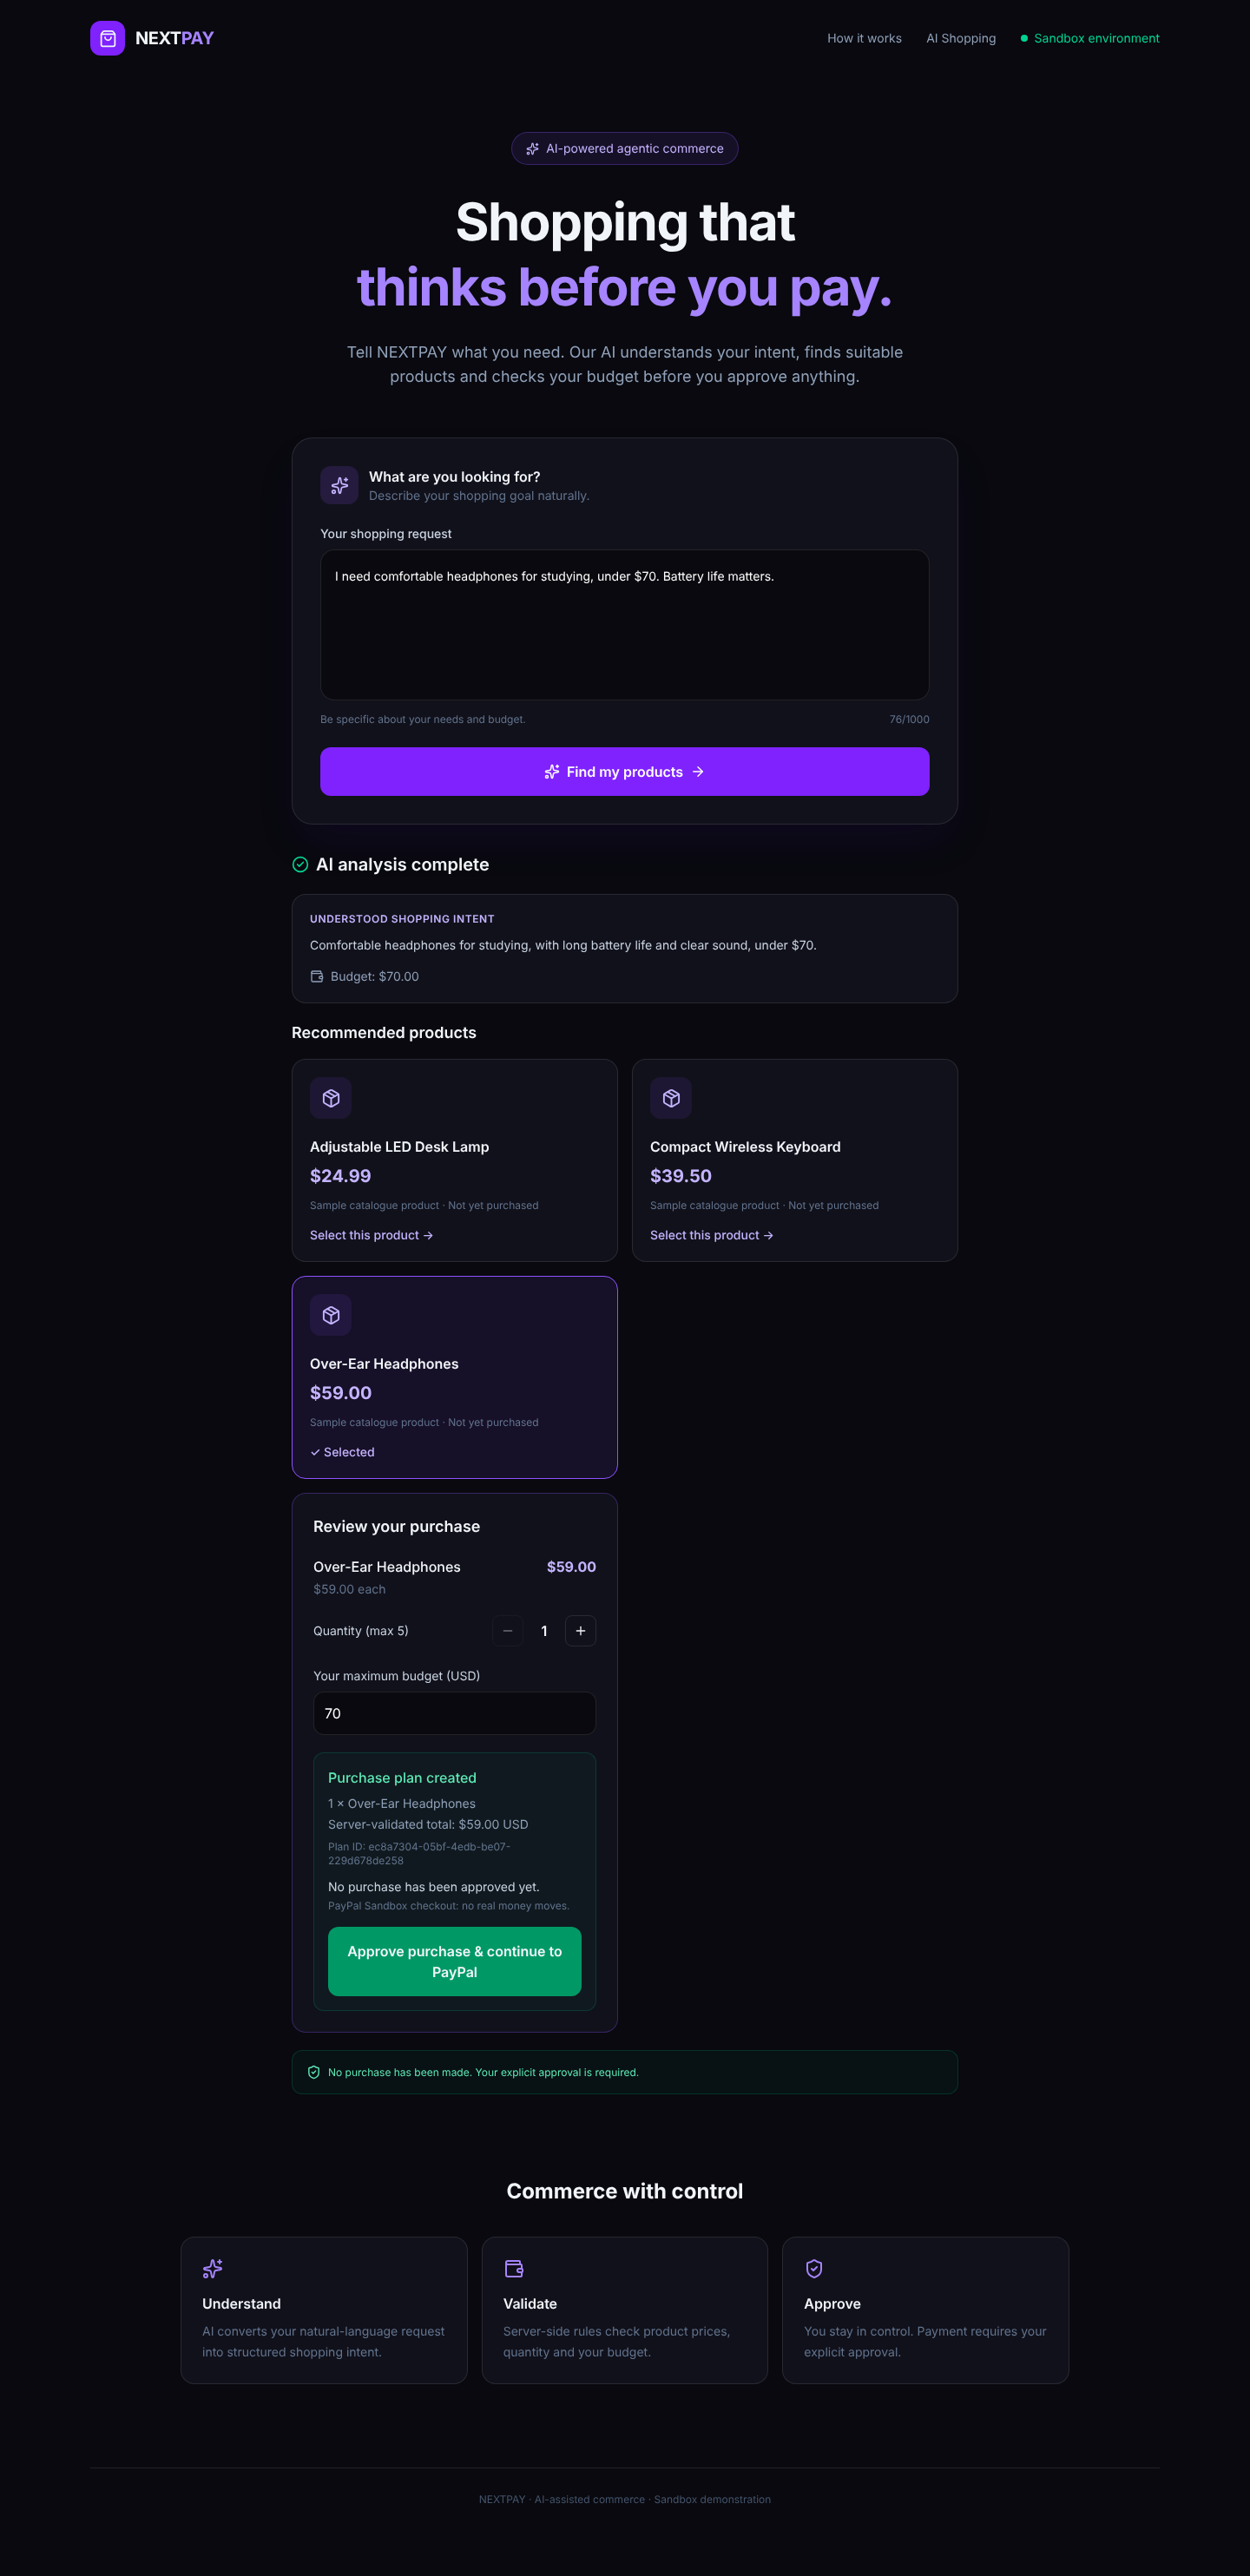 NEXTPAY
How it works
AI Shopping
Sandbox environment
AI-powered agentic commerce
Shopping that
thinks before you pay.
Tell NEXTPAY what you need. Our AI understands your intent, finds suitable
products and checks your budget before you approve anything.
What are you looking for?
Describe your shopping goal naturally.
Your shopping request
I need comfortable headphones for studying, under $70. Battery life matters.
Be specific about your needs and budget.
76/1000
Find my products →
AI analysis complete
UNDERSTOOD SHOPPING INTENT
Comfortable headphones for studying, with long battery life and clear sound, under $70.
Budget: $70.00
Recommended products
Adjustable LED Desk Lamp
$24.99
Sample catalogue product · Not yet purchased
Select this product →
Compact Wireless Keyboard
$39.50
Sample catalogue product · Not yet purchased
Select this product →
Over-Ear Headphones
$59.00
Sample catalogue product · Not yet purchased
✓ Selected
Review your purchase
Over-Ear Headphones
$59.00
$59.00 each
Quantity (max 5)
− 1 +
Your maximum budget (USD)
70
Purchase plan created
1 × Over-Ear Headphones
Server-validated total: $59.00 USD
Plan ID: ec8a7304-05bf-4edb-be07-
229d678de258
No purchase has been approved yet.
PayPal Sandbox checkout: no real money moves.
Approve purchase & continue to
PayPal
No purchase has been made. Your explicit approval is required.
Commerce with control
Understand
AI converts your natural-language request
into structured shopping intent.
Validate
Server-side rules check product prices,
quantity and your budget.
Approve
You stay in control. Payment requires your
explicit approval.
NEXTPAY · AI-assisted commerce · Sandbox demonstration